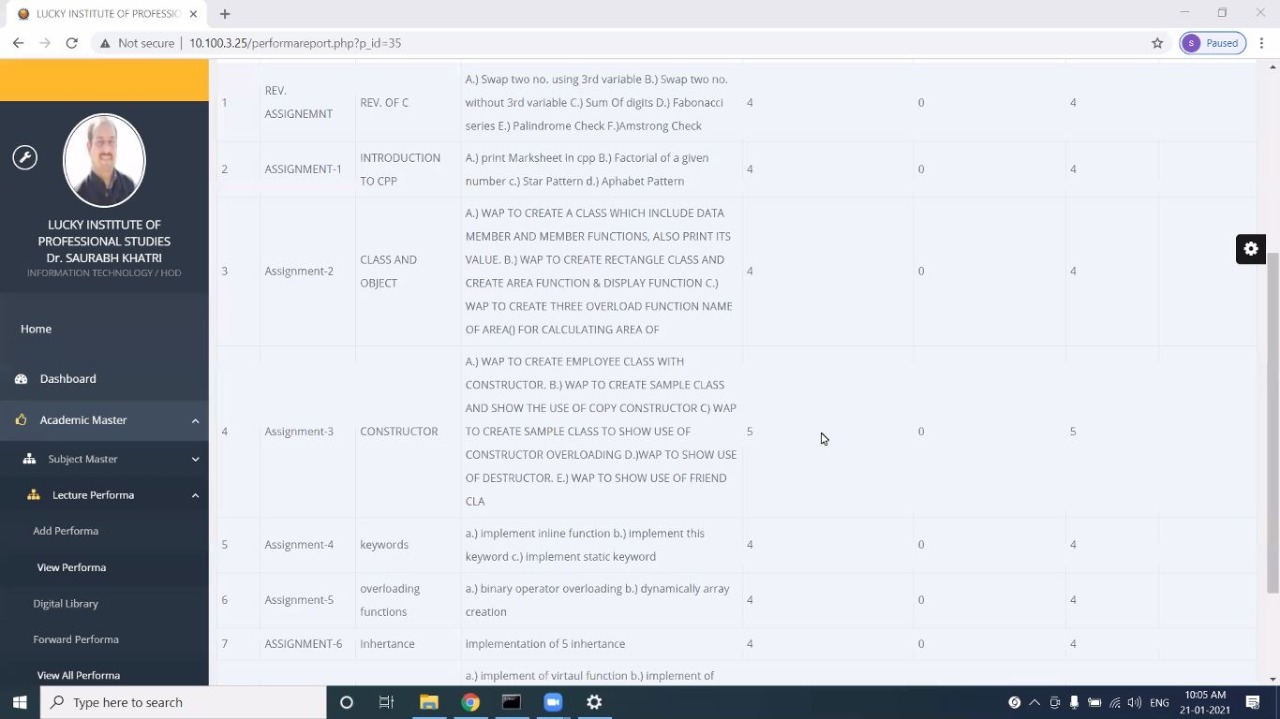 LUCKY INSTITUTE OF PROFESSIO
Not secure
10.100.3.25/performareport.php?p_id=35
S
Paused
LUCKY INSTITUTE OF
PROFESSIONAL STUDIES
Dr. SAURABH KHATRI
INFORMATION TECHNOLOGY / HOD
Home
Dashboard
Academic Master
Subject Master
Lecture Performa
Add Performa
View Performa
Digital Library
Forward Performa
View All Performa
1
REV.
ASSIGNEMNT
REV. OF C
A.) Swap two no. using 3rd variable B.) Swap two no.
without 3rd variable C.) Sum Of digits D.) Fabonacci
series E.) Palindrome Check F.)Amstrong Check
4
0
4
2
ASSIGNMENT-1
INTRODUCTION
TO CPP
A.) print Marksheet in cpp B.) Factorial of a given
number c.) Star Pattern d.) Aphabet Pattern
4
0
4
3
Assignment-2
CLASS AND
OBJECT
A.) WAP TO CREATE A CLASS WHICH INCLUDE DATA
MEMBER AND MEMBER FUNCTIONS, ALSO PRINT ITS
VALUE. B.) WAP TO CREATE RECTANGLE CLASS AND
CREATE AREA FUNCTION & DISPLAY FUNCTION C.)
WAP TO CREATE THREE OVERLOAD FUNCTION NAME
OF AREA() FOR CALCULATING AREA OF
4
0
4
4
Assignment-3
CONSTRUCTOR
A.) WAP TO CREATE EMPLOYEE CLASS WITH
CONSTRUCTOR. B.) WAP TO CREATE SAMPLE CLASS
AND SHOW THE USE OF COPY CONSTRUCTOR C) WAP
TO CREATE SAMPLE CLASS TO SHOW USE OF
CONSTRUCTOR OVERLOADING D.)WAP TO SHOW USE
OF DESTRUCTOR. E.) WAP TO SHOW USE OF FRIEND
CLA
5
0
5
5
Assignment-4
keywords
a.) implement inline function b.) implement this
keyword c.) implement static keyword
4
0
4
6
Assignment-5
overloading
functions
a.) binary operator overloading b.) dynamically array
creation
4
0
4
7
ASSIGNMENT-6
Inhertance
implementation of 5 inhertance
4
0
4
a.) implement of virtaul function b.) implement of
Type here to search
ENG
10:05 AM
21-01-2021